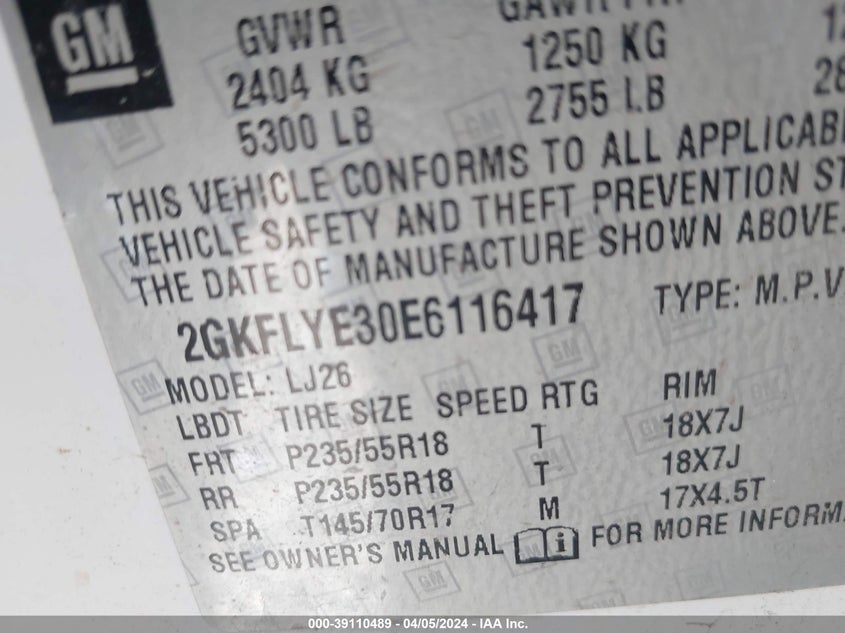 GM
GVWR
2404 KG
1250 KG
5300 LB
2755 LB
THIS VEHICLE CONFORMS TO ALL
VEHICLE SAFETY AND THEFT PREVENTION
THE DATE OF MANUFACTURE SHOWN ABOVE.
2GKFLYE30E6116417 TYPE: M.P.V
MODEL: LJ26
LBDT TIRE SIZE SPEED RTG RIM
FRT P235/55R18 T 18X7J
RR P235/55R18 T 18X7J
SPA T145/70R17 M 17X4.5T
SEE OWNER'S MANUAL i FOR MORE
000-39110489 - 04/05/2024 - IAA Inc.